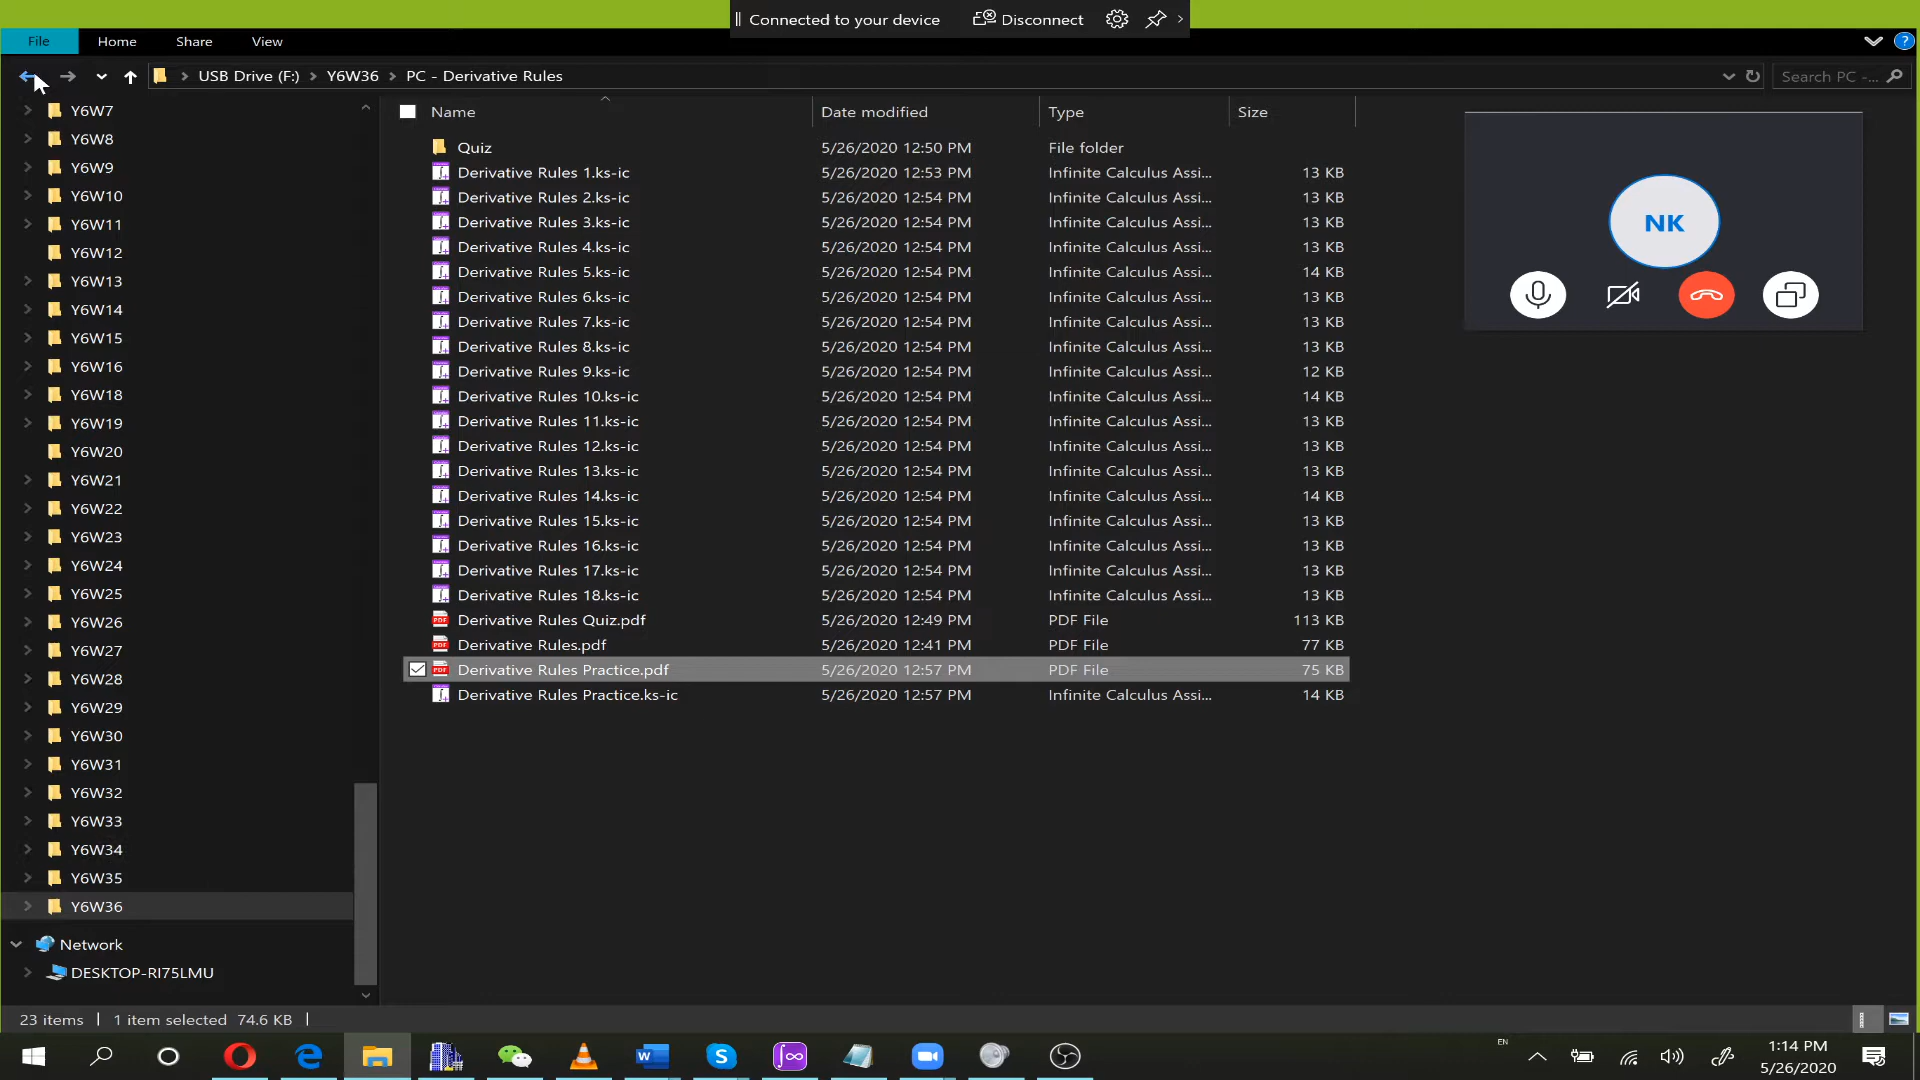 Connected to your device Disconnect
File Home Share View
USB Drive (F:) Y6W36 PC - Derivative Rules Search PC -...
Y6W7
Y6W8
Y6W9
Y6W10
Y6W11
Y6W12
Y6W13
Y6W14
Y6W15
Y6W16
Y6W18
Y6W19
Y6W20
Y6W21
Y6W22
Y6W23
Y6W24
Y6W25
Y6W26
Y6W27
Y6W28
Y6W29
Y6W30
Y6W31
Y6W32
Y6W33
Y6W34
Y6W35
Y6W36
Network
DESKTOP-RI75LMU
Name Date modified Type Size
Quiz 5/26/2020 12:50 PM File folder
Derivative Rules 1.ks-ic 5/26/2020 12:53 PM Infinite Calculus Assi... 13 KB
Derivative Rules 2.ks-ic 5/26/2020 12:54 PM Infinite Calculus Assi... 13 KB
Derivative Rules 3.ks-ic 5/26/2020 12:54 PM Infinite Calculus Assi... 13 KB
Derivative Rules 4.ks-ic 5/26/2020 12:54 PM Infinite Calculus Assi... 13 KB
Derivative Rules 5.ks-ic 5/26/2020 12:54 PM Infinite Calculus Assi... 14 KB
Derivative Rules 6.ks-ic 5/26/2020 12:54 PM Infinite Calculus Assi... 13 KB
Derivative Rules 7.ks-ic 5/26/2020 12:54 PM Infinite Calculus Assi... 13 KB
Derivative Rules 8.ks-ic 5/26/2020 12:54 PM Infinite Calculus Assi... 13 KB
Derivative Rules 9.ks-ic 5/26/2020 12:54 PM Infinite Calculus Assi... 12 KB
Derivative Rules 10.ks-ic 5/26/2020 12:54 PM Infinite Calculus Assi... 14 KB
Derivative Rules 11.ks-ic 5/26/2020 12:54 PM Infinite Calculus Assi... 13 KB
Derivative Rules 12.ks-ic 5/26/2020 12:54 PM Infinite Calculus Assi... 13 KB
Derivative Rules 13.ks-ic 5/26/2020 12:54 PM Infinite Calculus Assi... 13 KB
Derivative Rules 14.ks-ic 5/26/2020 12:54 PM Infinite Calculus Assi... 14 KB
Derivative Rules 15.ks-ic 5/26/2020 12:54 PM Infinite Calculus Assi... 13 KB
Derivative Rules 16.ks-ic 5/26/2020 12:54 PM Infinite Calculus Assi... 13 KB
Derivative Rules 17.ks-ic 5/26/2020 12:54 PM Infinite Calculus Assi... 13 KB
Derivative Rules 18.ks-ic 5/26/2020 12:54 PM Infinite Calculus Assi... 13 KB
Derivative Rules Quiz.pdf 5/26/2020 12:49 PM PDF File 113 KB
Derivative Rules.pdf 5/26/2020 12:41 PM PDF File 77 KB
Derivative Rules Practice.pdf 5/26/2020 12:57 PM PDF File 75 KB
Derivative Rules Practice.ks-ic 5/26/2020 12:57 PM Infinite Calculus Assi... 14 KB
NK
23 items 1 item selected 74.6 KB
EN
1:14 PM
5/26/2020